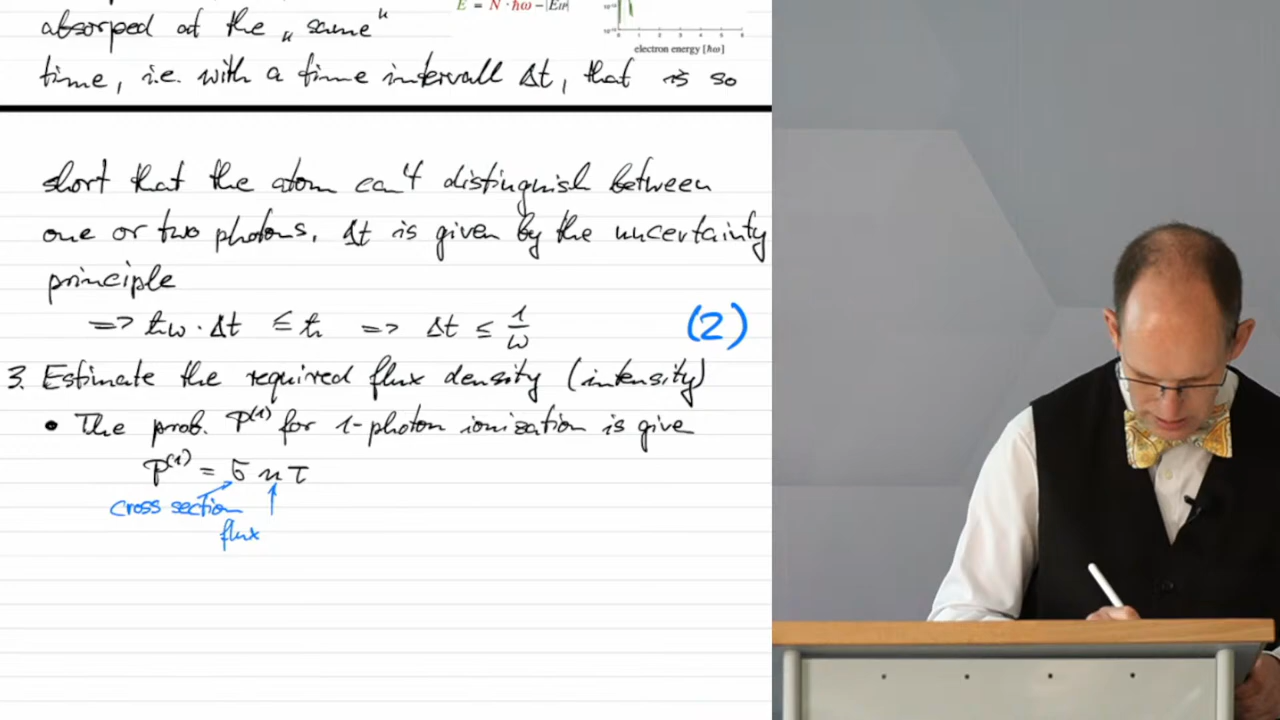 absorped at the „same"
E = N·ħω−|E_IP|
electron energy [ħω]
time, i.e. with a time intervall Δt, that is so
short that the atom can't distinguish between
one or two photons. Δt is given by the uncertainty
principle
=> ħω · Δt ≤ ħ => Δt ≤ 1/ω (2)
3. Estimate the required flux density (intensity)
• The prob. P⁽¹⁾ for 1-photon ionization is give
P⁽¹⁾ = σ n τ
cross section
flux